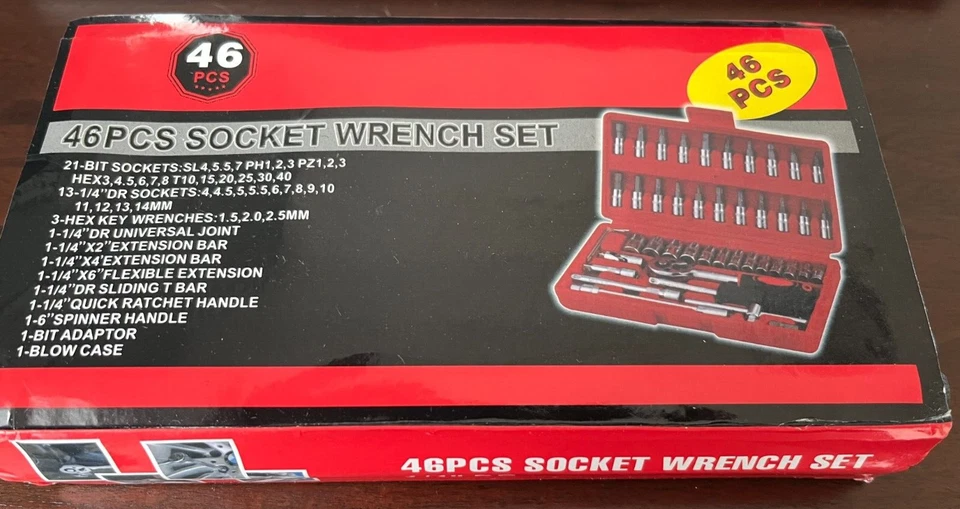 46
PCS
46
PCS
46PCS SOCKET WRENCH SET
21-BIT SOCKETS:SL4,5.5,7 PH1,2,3 PZ1,2,3
HEX3,4,5,6,7,8 T10,15,20,25,30,40
13-1/4"DR SOCKETS:4,4.5,5,5.5,6,7,8,9,10
11,12,13,14MM
3-HEX KEY WRENCHES:1.5,2.0,2.5MM
1-1/4"DR UNIVERSAL JOINT
1-1/4"X2"EXTENSION BAR
1-1/4"X4'EXTENSION BAR
1-1/4"X6"FLEXIBLE EXTENSION
1-1/4"DR SLIDING T BAR
1-1/4"QUICK RATCHET HANDLE
1-6"SPINNER HANDLE
1-BIT ADAPTOR
1-BLOW CASE
46PCS SOCKET WRENCH SET